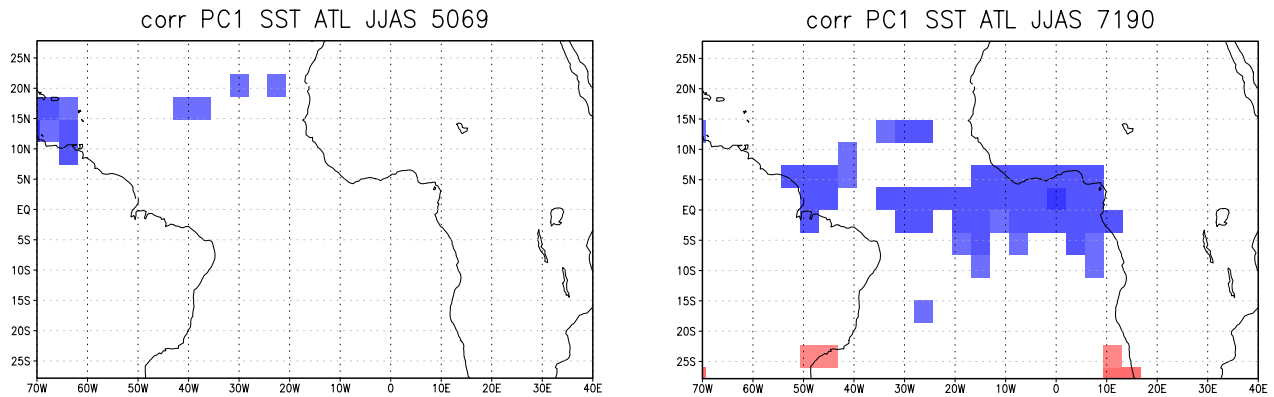 corr PC1 SST ATL JJAS 5069
25N
20N
15N
10N
5N
EQ
5S
10S
15S
20S
25S
70W 60W 50W 40W 30W 20W 10W 0 10E 20E 30E 40E
corr PC1 SST ATL JJAS 7190
25N
20N
15N
10N
5N
EQ
5S
10S
15S
20S
25S
70W 60W 50W 40W 30W 20W 10W 0 10E 20E 30E 40E